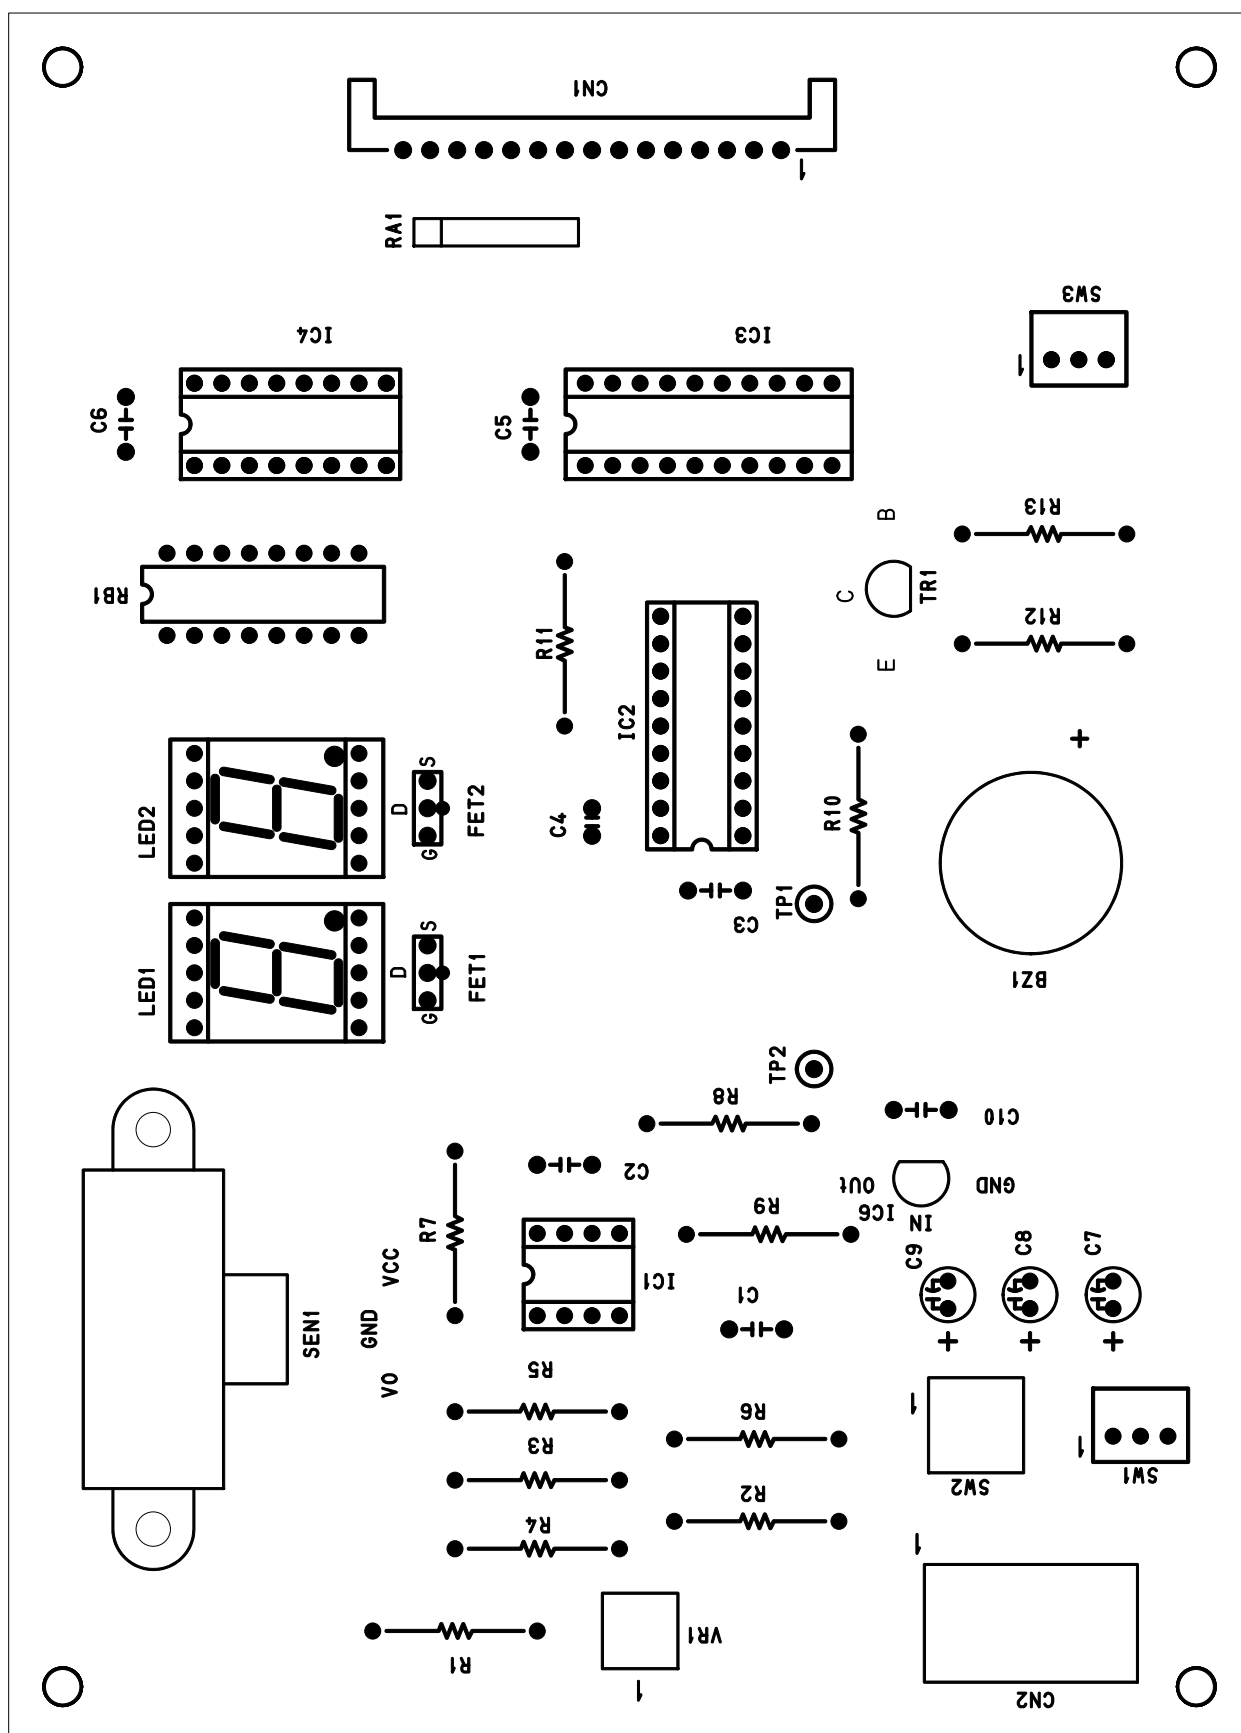 CN1
1
RA1
SW3
1
IC4
IC3
C6
C5
B
R13
RB1
C
TR1
R11
R12
E
IC2
+
S
D
LED2
FET2
G
C4
R10
C3
TP1
S
D
LED1
FET1
G
BZ1
TP2
R8
C10
C2
OUt
GND
R7
R9
IC6
IN
VCC
C9
C8
C7
IC1
C1
GND
SEN1
+
+
+
VO
R5
R6
1
R3
1
SW2
SW1
R2
R4
1
VR1
R1
1
CN2